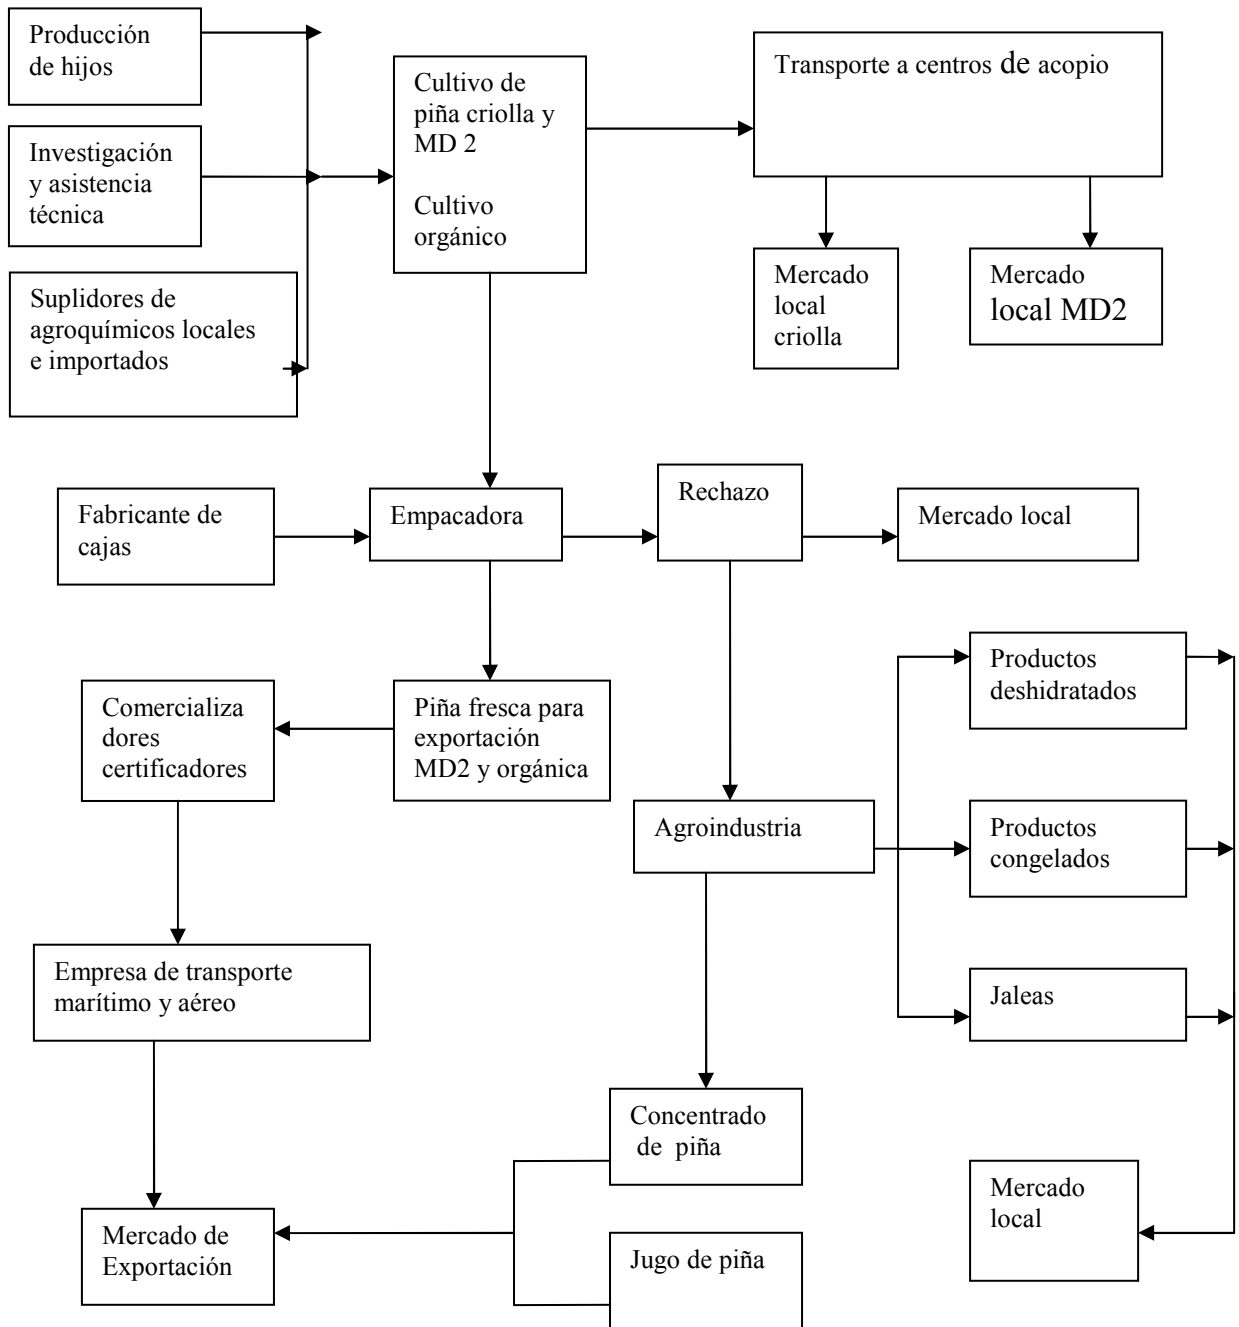 Producción
de hijos
Investigación
y asistencia
técnica
Suplidores de
agroquímicos locales
e importados
Cultivo de
piña criolla y
MD 2
Cultivo
orgánico
Transporte a centros de acopio
Mercado
local
criolla
Mercado
local MD2
Fabricante de
cajas
Empacadora
Rechazo
Mercado local
Comercializa
dores
certificadores
Piña fresca para
exportación
MD2 y orgánica
Agroindustria
Productos
deshidratados
Productos
congelados
Jaleas
Empresa de transporte
marítimo y aéreo
Concentrado
de piña
Mercado
local
Mercado de
Exportación
Jugo de piña